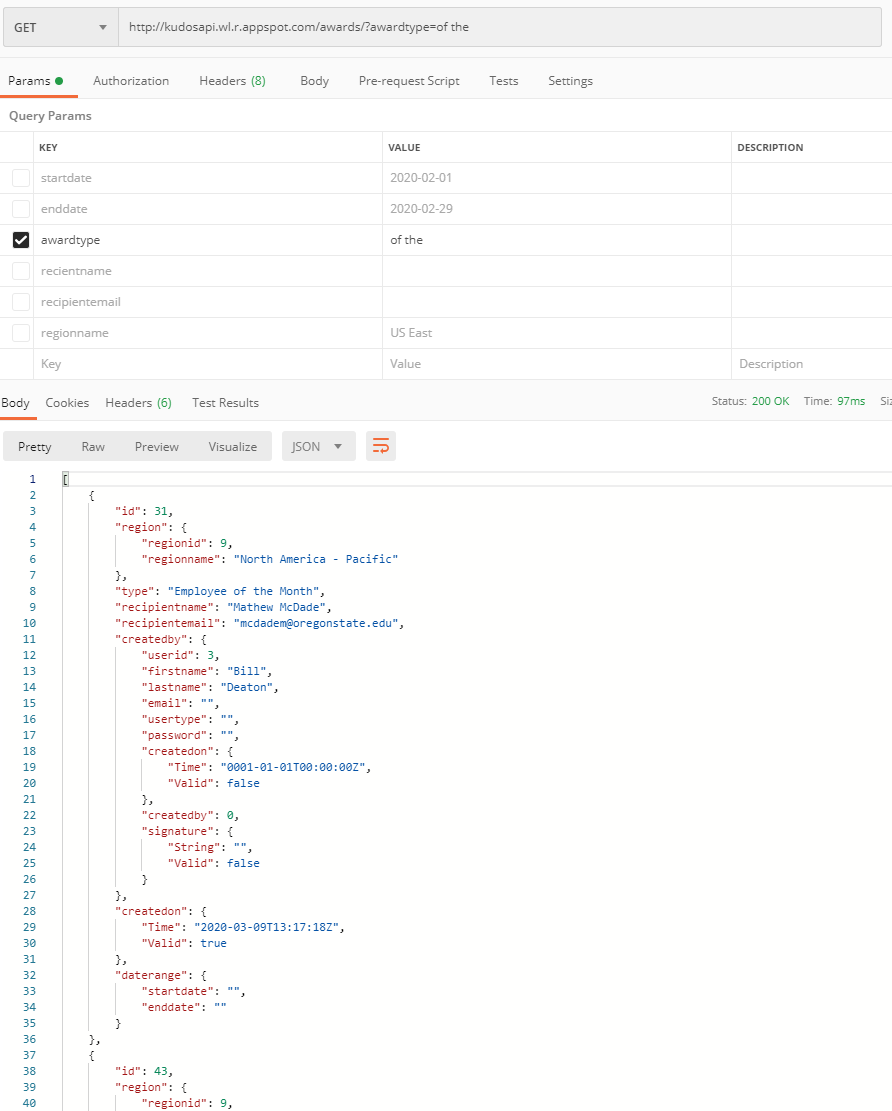 GET http://kudosapi.wl.r.appspot.com/awards/?awardtype=of the
Params Authorization Headers (8) Body Pre-request Script Tests Settings
Query Params
KEY VALUE DESCRIPTION
startdate 2020-02-01
enddate 2020-02-29
awardtype of the
recientname
recipientemail
regionname US East
Key Value Description
Body Cookies Headers (6) Test Results Status: 200 OK Time: 97ms
Pretty Raw Preview Visualize JSON
1 [
2 {
3 "id": 31,
4 "region": {
5 "regionid": 9,
6 "regionname": "North America - Pacific"
7 },
8 "type": "Employee of the Month",
9 "recipientname": "Mathew McDade",
10 "recipientemail": "mcdadem@oregonstate.edu",
11 "createdby": {
12 "userid": 3,
13 "firstname": "Bill",
14 "lastname": "Deaton",
15 "email": "",
16 "usertype": "",
17 "password": "",
18 "createdon": {
19 "Time": "0001-01-01T00:00:00Z",
20 "Valid": false
21 },
22 "createdby": 0,
23 "signature": {
24 "String": "",
25 "Valid": false
26 }
27 },
28 "createdon": {
29 "Time": "2020-03-09T13:17:18Z",
30 "Valid": true
31 },
32 "daterange": {
33 "startdate": "",
34 "enddate": ""
35 }
36 },
37 {
38 "id": 43,
39 "region": {
40 "regionid": 9,